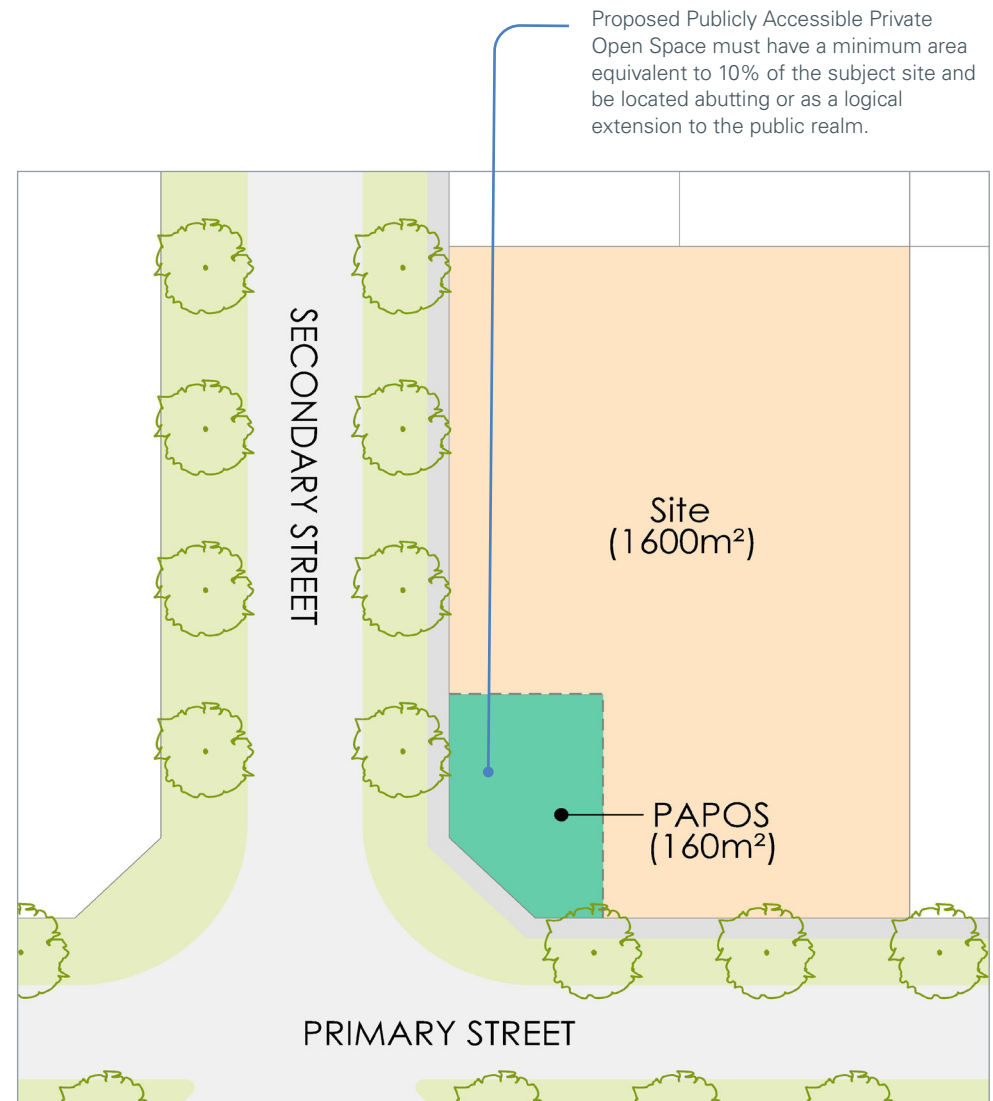 Proposed Publicly Accessible Private
Open Space must have a minimum area
equivalent to 10% of the subject site and
be located abutting or as a logical
extension to the public realm.
SECONDARY STREET
Site
(1600m²)
PAPOS
(160m²)
PRIMARY STREET